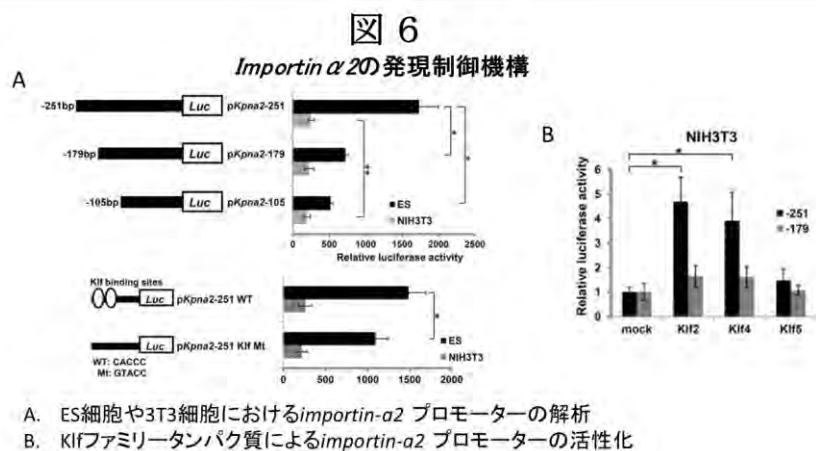 図 6
Importin α2の発現制御機構
A
-251bp
Luc
pKpna2-251
-179bp
Luc
pKpna2-179
-105bp
Luc
pKpna2-105
*
*
**
ES
NIH3T3
0 500 1000 1500 2000 2500
Relative luciferase activity
Klf binding sites
Luc
pKpna2-251 WT
Luc
pKpna2-251 Klf Mt
WT: CACCC
Mt: GTACC
*
ES
NIH3T3
0 500 1000 1500 2000
B
NIH3T3
Relative luciferase activity
6
5
4
3
2
1
0
*
*
-251
-179
mock Klf2 Klf4 Klf5
A. ES細胞や3T3細胞におけるimportin-α2 プロモーターの解析
B. Klfファミリータンパク質によるimportin-α2 プロモーターの活性化